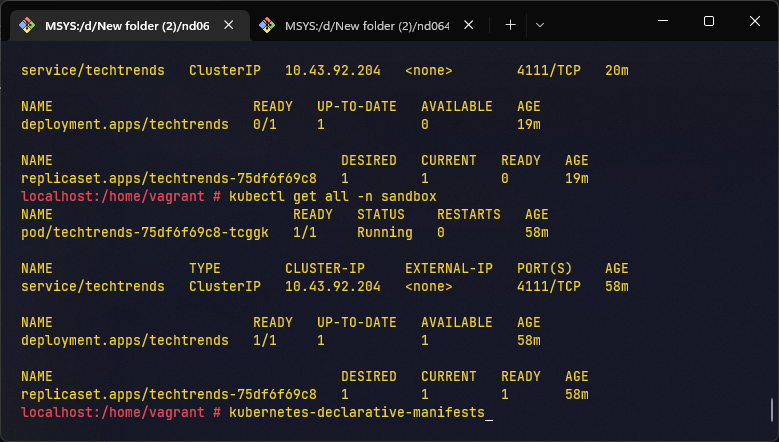 MSYS:/d/New folder (2)/nd06
MSYS:/d/New folder (2)/nd064
service/techtrends ClusterIP 10.43.92.204 <none> 4111/TCP 20m
NAME READY UP-TO-DATE AVAILABLE AGE
deployment.apps/techtrends 0/1 1 0 19m
NAME DESIRED CURRENT READY AGE
replicaset.apps/techtrends-75df6f69c8 1 1 0 19m
localhost:/home/vagrant # kubectl get all -n sandbox
NAME READY STATUS RESTARTS AGE
pod/techtrends-75df6f69c8-tcggk 1/1 Running 0 58m
NAME TYPE CLUSTER-IP EXTERNAL-IP PORT(S) AGE
service/techtrends ClusterIP 10.43.92.204 <none> 4111/TCP 58m
NAME READY UP-TO-DATE AVAILABLE AGE
deployment.apps/techtrends 1/1 1 1 58m
NAME DESIRED CURRENT READY AGE
replicaset.apps/techtrends-75df6f69c8 1 1 1 58m
localhost:/home/vagrant # kubernetes-declarative-manifests_